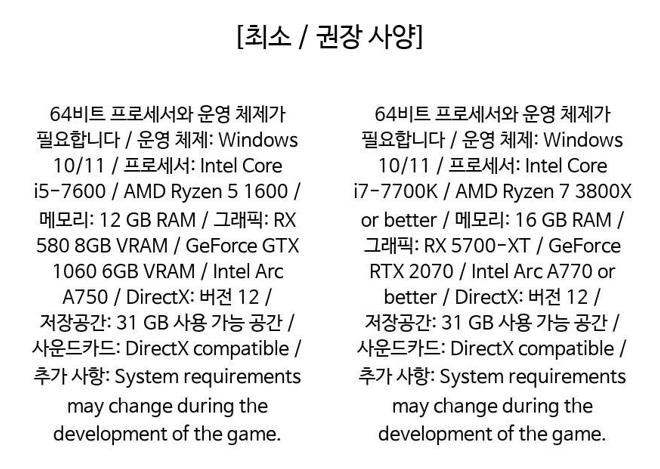 [최소 / 권장 사양]
64비트 프로세서와 운영 체제가
필요합니다 / 운영 체제: Windows
10/11 / 프로세서: Intel Core
i5-7600 / AMD Ryzen 5 1600 /
메모리: 12 GB RAM / 그래픽: RX
580 8GB VRAM / GeForce GTX
1060 6GB VRAM / Intel Arc
A750 / DirectX: 버전 12 /
저장공간: 31 GB 사용 가능 공간 /
사운드카드: DirectX compatible /
추가 사항: System requirements
may change during the
development of the game.
64비트 프로세서와 운영 체제가
필요합니다 / 운영 체제: Windows
10/11 / 프로세서: Intel Core
i7-7700K / AMD Ryzen 7 3800X
or better / 메모리: 16 GB RAM /
그래픽: RX 5700-XT / GeForce
RTX 2070 / Intel Arc A770 or
better / DirectX: 버전 12 /
저장공간: 31 GB 사용 가능 공간 /
사운드카드: DirectX compatible /
추가 사항: System requirements
may change during the
development of the game.